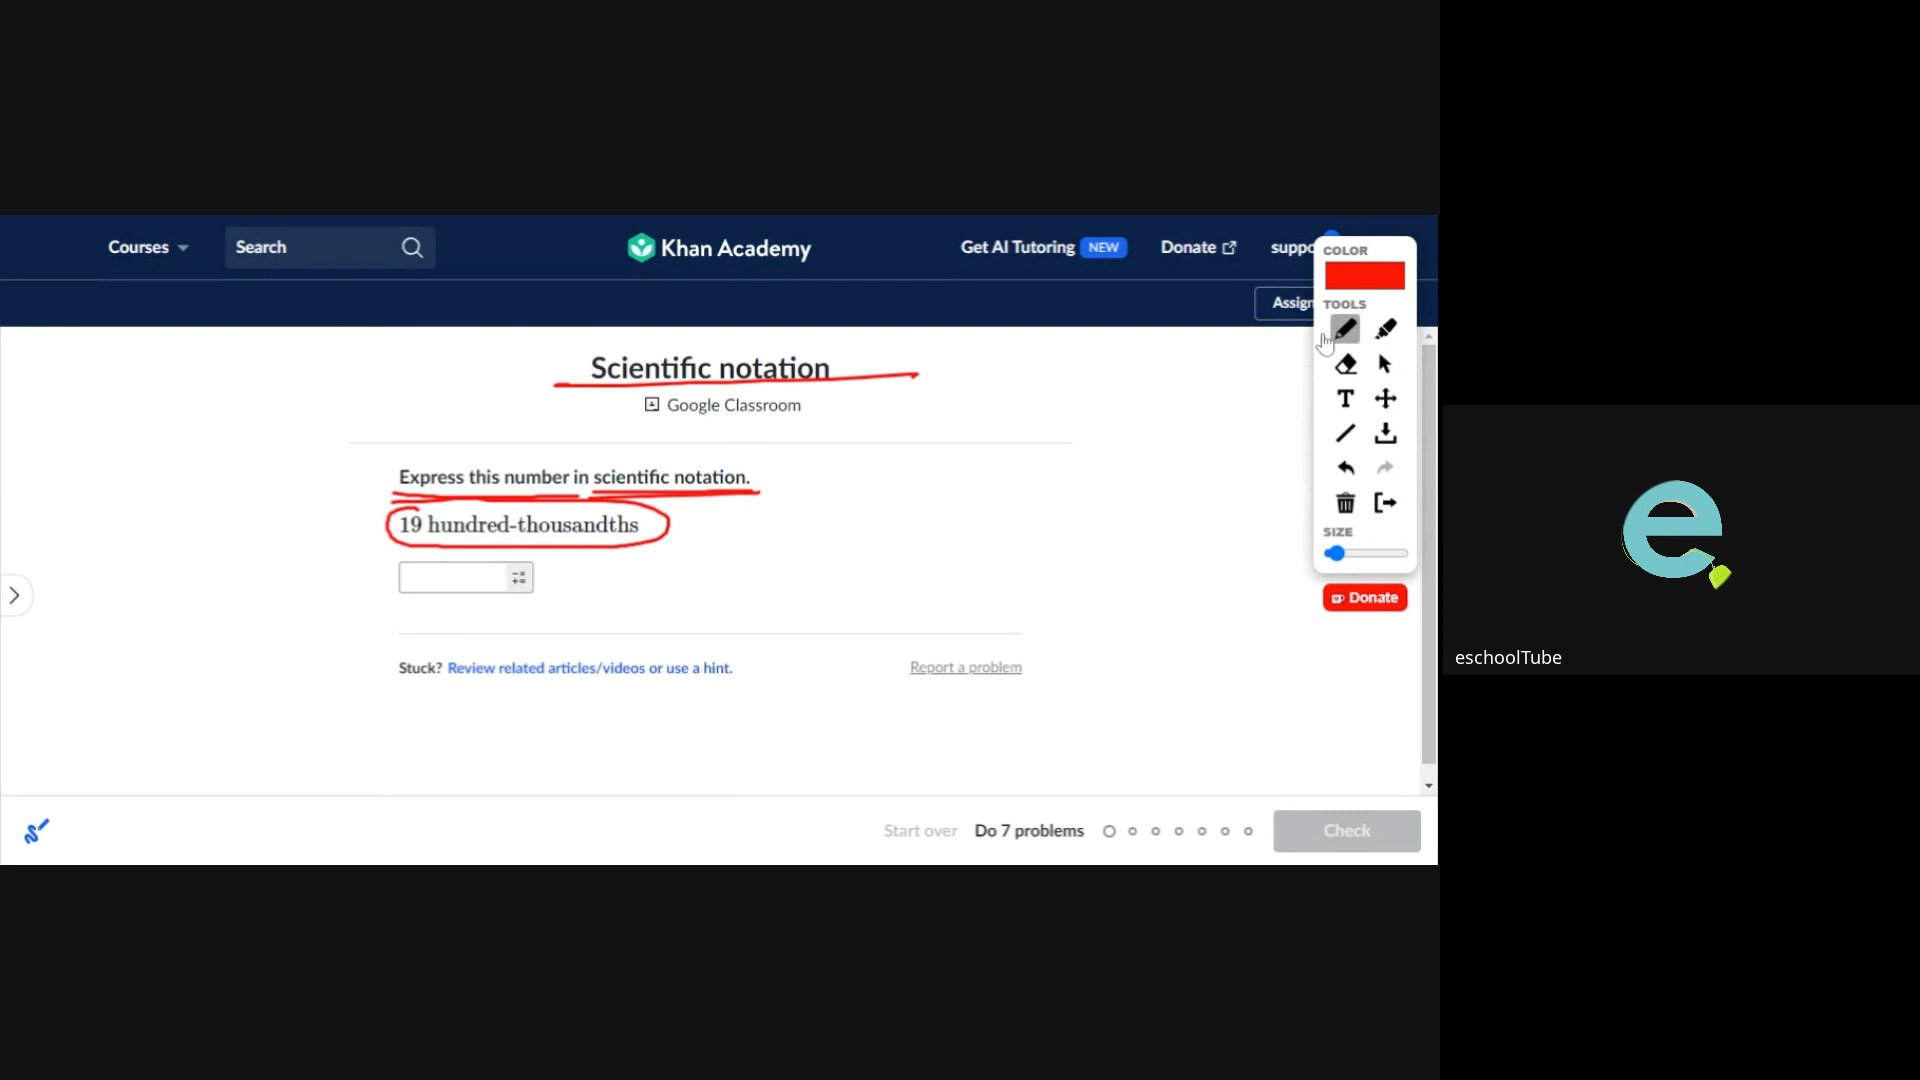 Courses
Search
Khan Academy
Get AI Tutoring NEW
Donate
suppo
Assign
COLOR
TOOLS
SIZE
Donate
Scientific notation
Google Classroom
Express this number in scientific notation.
19 hundred-thousandths
Stuck? Review related articles/videos or use a hint.
Report a problem
Start over
Do 7 problems
Check
eschoolTube